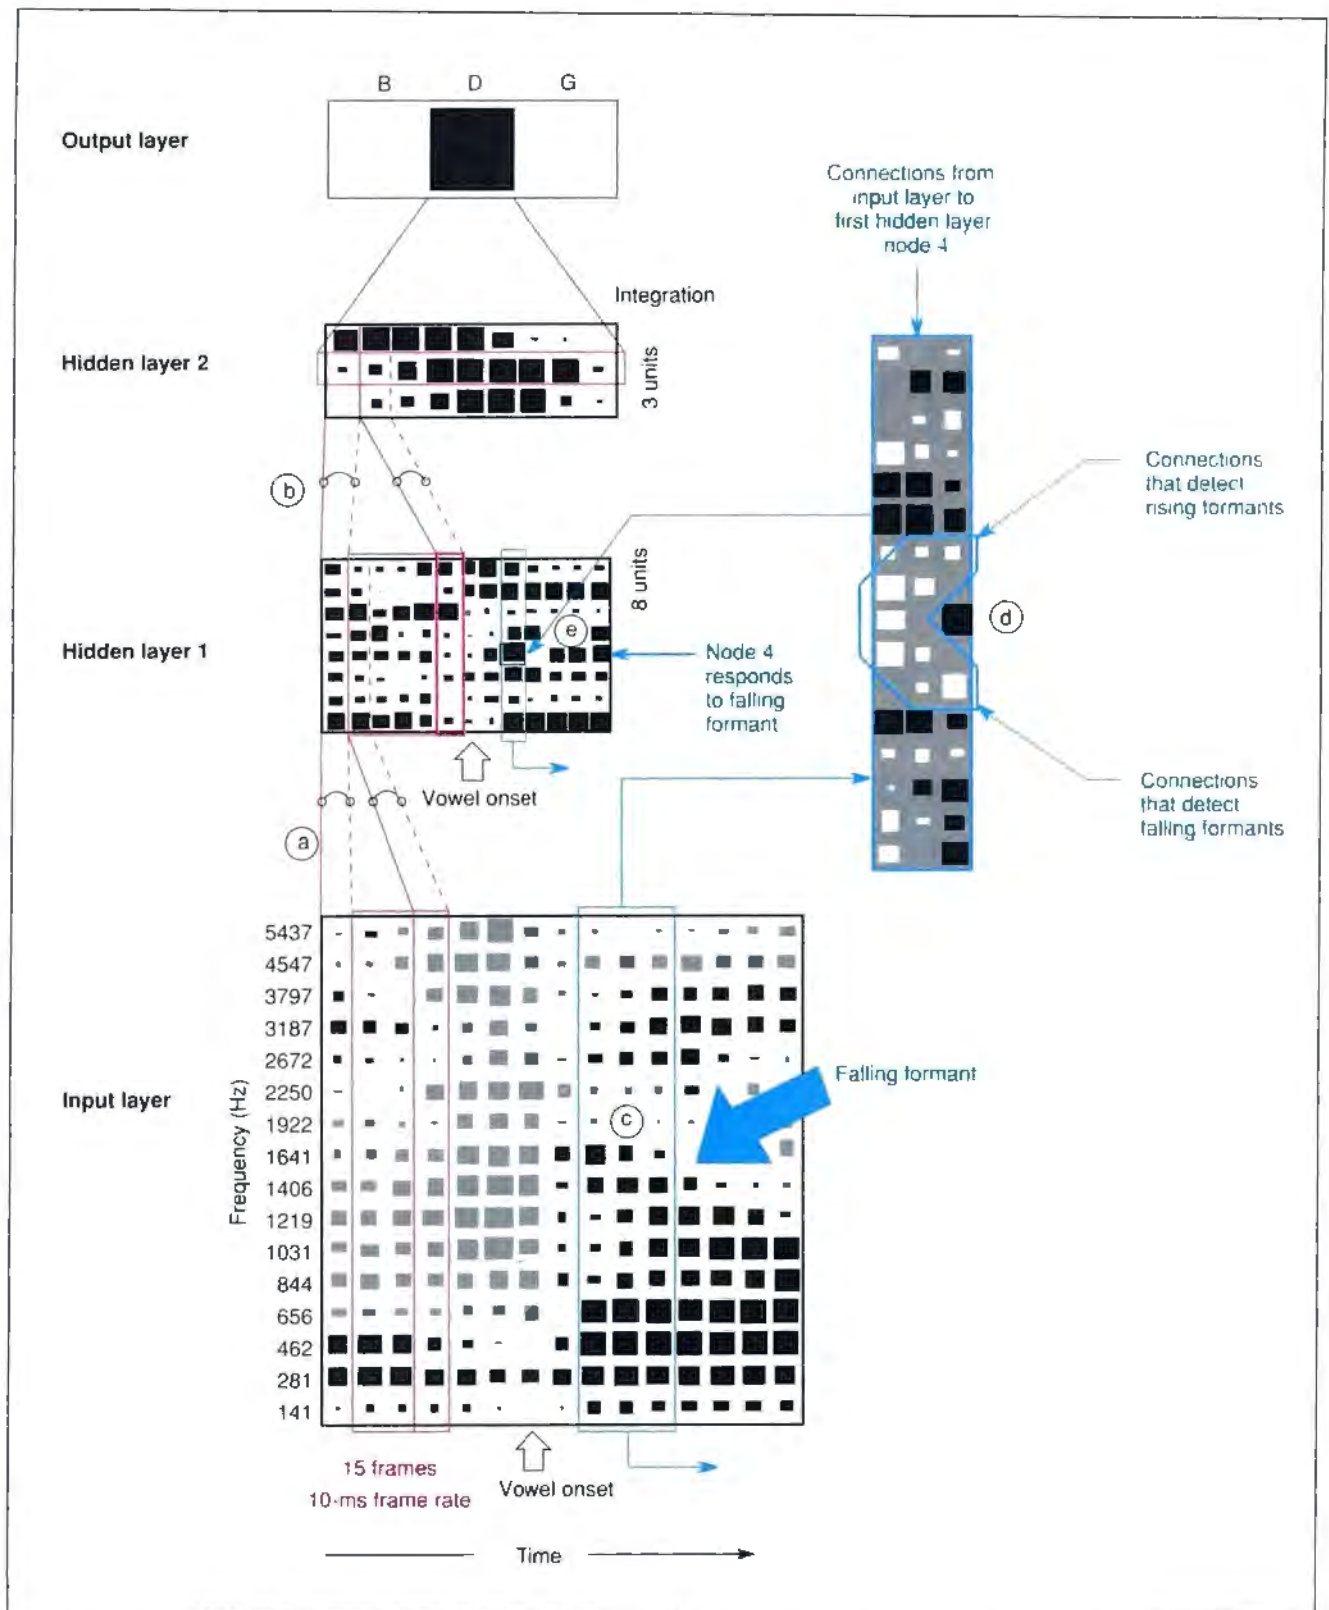 B D G
Output layer
Connections from
input layer to
first hidden layer
node 4
Integration
Hidden layer 2
3 units
Connections
that detect
rising formants
b
8 units
d
e
Hidden layer 1
Node 4
responds
to falling
formant
Vowel onset
Connections
that detect
falling formants
a
5437
4547
3797
3187
2672
Falling formant
2250
Input layer
Frequency (Hz)
1922
c
1641
1406
1219
1031
844
656
462
281
141
15 frames
10-ms frame rate
Vowel onset
Time